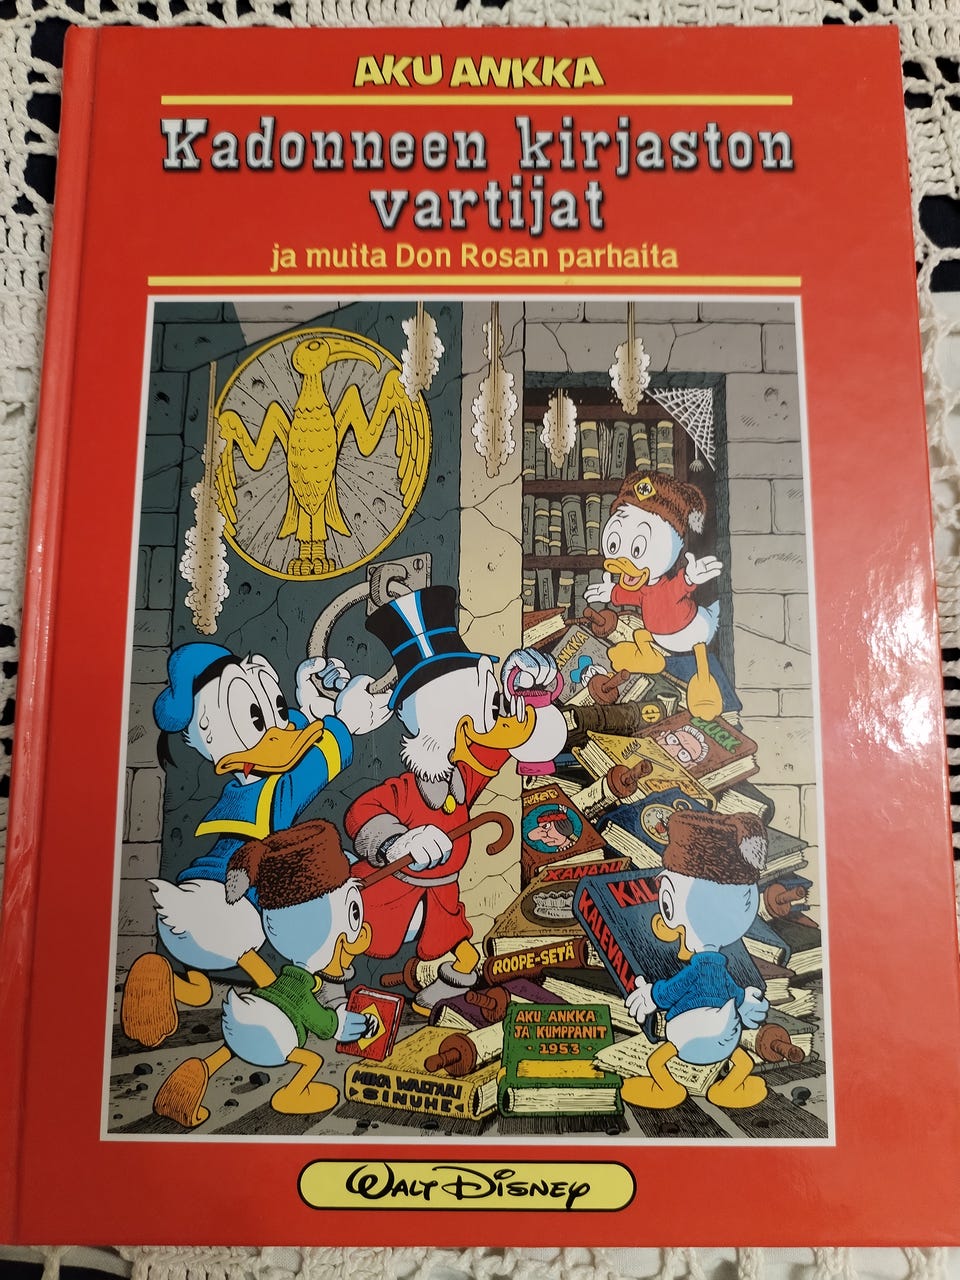 AKU ANKKA
Kadonneen kirjaston
vartijat
ja muita Don Rosan parhaita
ANKKA
XANADU
KALEVALA
ROOPE-SETÄ
AKU ANKKA
JA KUMPPANIT
• 1953 •
MIKA WALTARI
SINUHE
WALT DISNEY